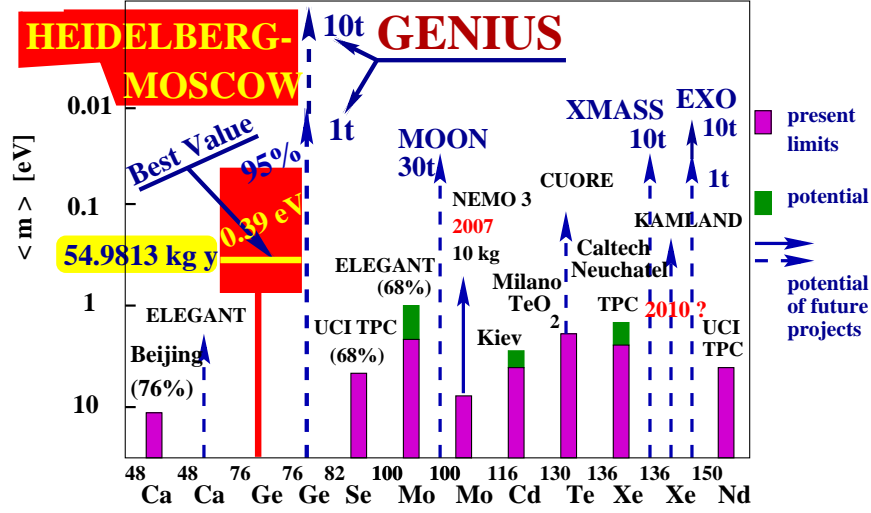 HEIDELBERG-
MOSCOW
GENIUS
10t
1t
0.01
0.1
1
10
< m > [eV]
Best Value
95%
0.39 eV
54.9813 kg y
MOON
30t
XMASS
10t
EXO
10t
1t
CUORE
NEMO 3
2007
10 kg
KAMLAND
ELEGANT
(68%)
Milano
TeO2
Caltech
Neuchatel
TPC
2010 ?
ELEGANT
Beijing
(76%)
UCI TPC
(68%)
Kiev
UCI
TPC
present
limits
potential
potential
of future
projects
48 48 76 76 82 100 100 116 130 136 136 150
Ca Ca Ge Ge Se Mo Mo Cd Te Xe Xe Nd